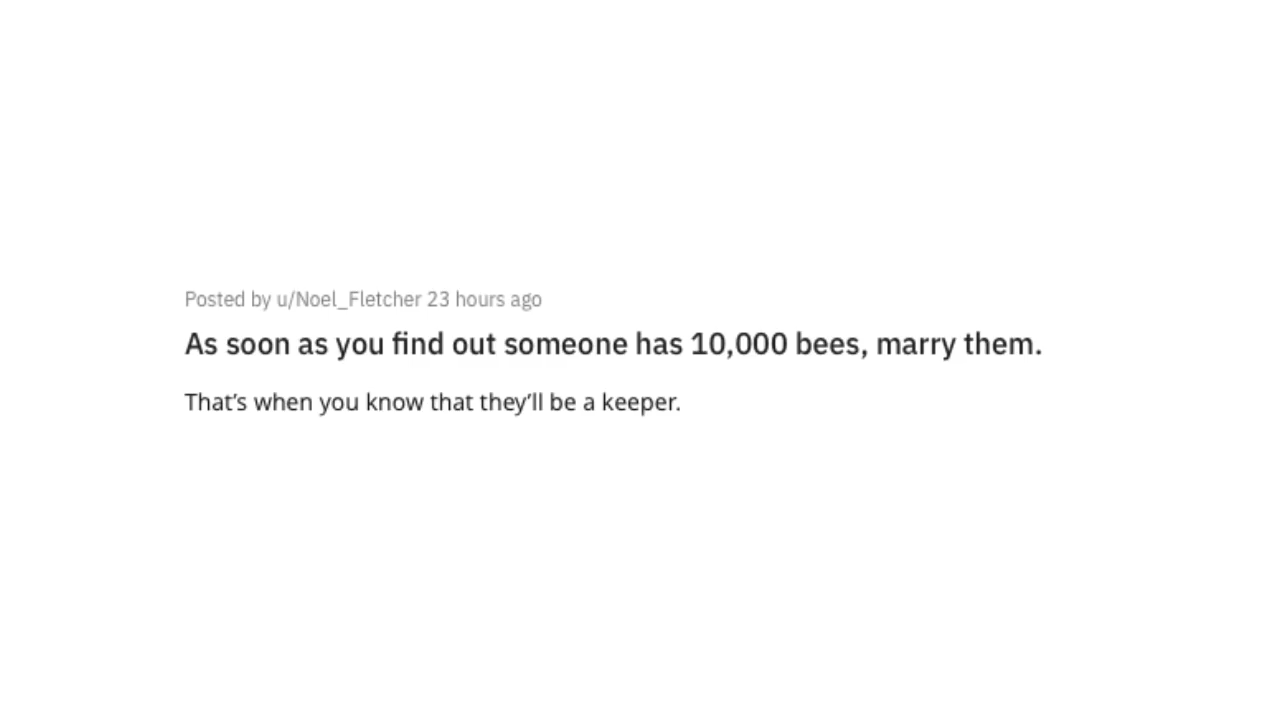 Posted by u/Noel_Fletcher 23 hours ago
As soon as you find out someone has 10,000 bees, marry them.
That’s when you know that they’ll be a keeper.